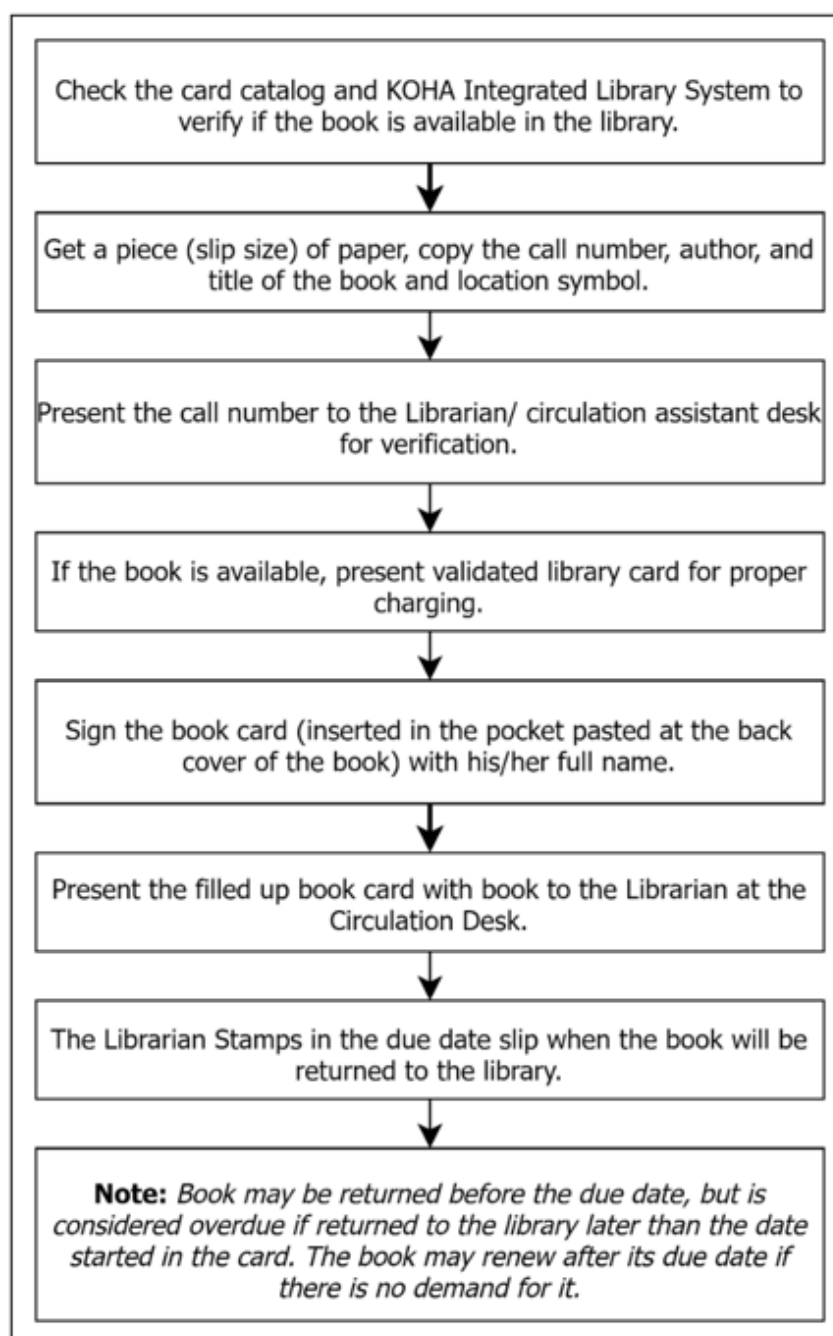 Check the card catalog and KOHA Integrated Library System to
verify if the book is available in the library.
Get a piece (slip size) of paper, copy the call number, author, and
title of the book and location symbol.
Present the call number to the Librarian/ circulation assistant desk
for verification.
If the book is available, present validated library card for proper
charging.
Sign the book card (inserted in the pocket pasted at the back
cover of the book) with his/her full name.
Present the filled up book card with book to the Librarian at the
Circulation Desk.
The Librarian Stamps in the due date slip when the book will be
returned to the library.
Note: Book may be returned before the due date, but is
considered overdue if returned to the library later than the date
started in the card. The book may renew after its due date if
there is no demand for it.